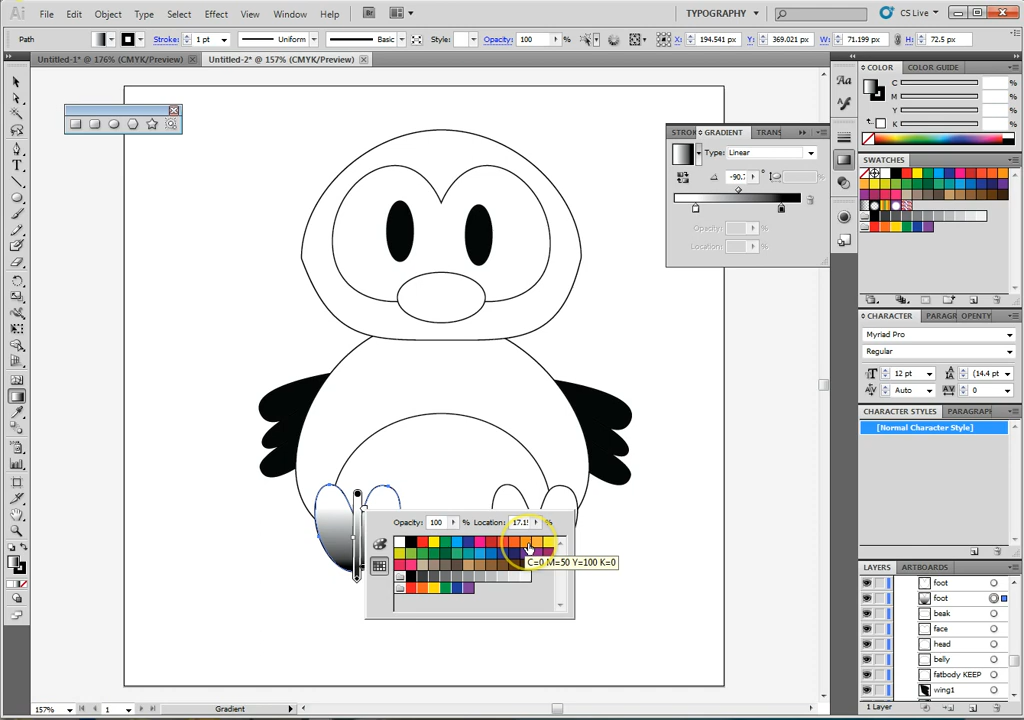 Ai File Edit Object Type Select Effect View Window Help Br TYPOGRAPHY CS Live
Path Stroke: 1 pt Uniform Basic Style: Opacity: 100 % X: 194.541 px Y: 369.021 px W: 71.199 px H: 72.5 px
Untitled-1* @ 176% (CMYK/Preview) Untitled-2* @ 157% (CMYK/Preview)
COLOR COLOR GUIDE
C %
M %
Y %
K %
STROK GRADIENT TRANS
Type: Linear
-90.7 °
Opacity: %
Location: %
SWATCHES
CHARACTER PARAGR OPENTY
Myriad Pro
Regular
12 pt (14.4 pt
Auto 0
CHARACTER STYLES PARAGRAPH
[Normal Character Style]
Opacity: 100 % Location: 17.1 %
C=0 M=50 Y=100 K=0
LAYERS ARTBOARDS
foot
foot
beak
face
head
belly
fatbody KEEP
wing1
1 Layer
157% 1 Gradient